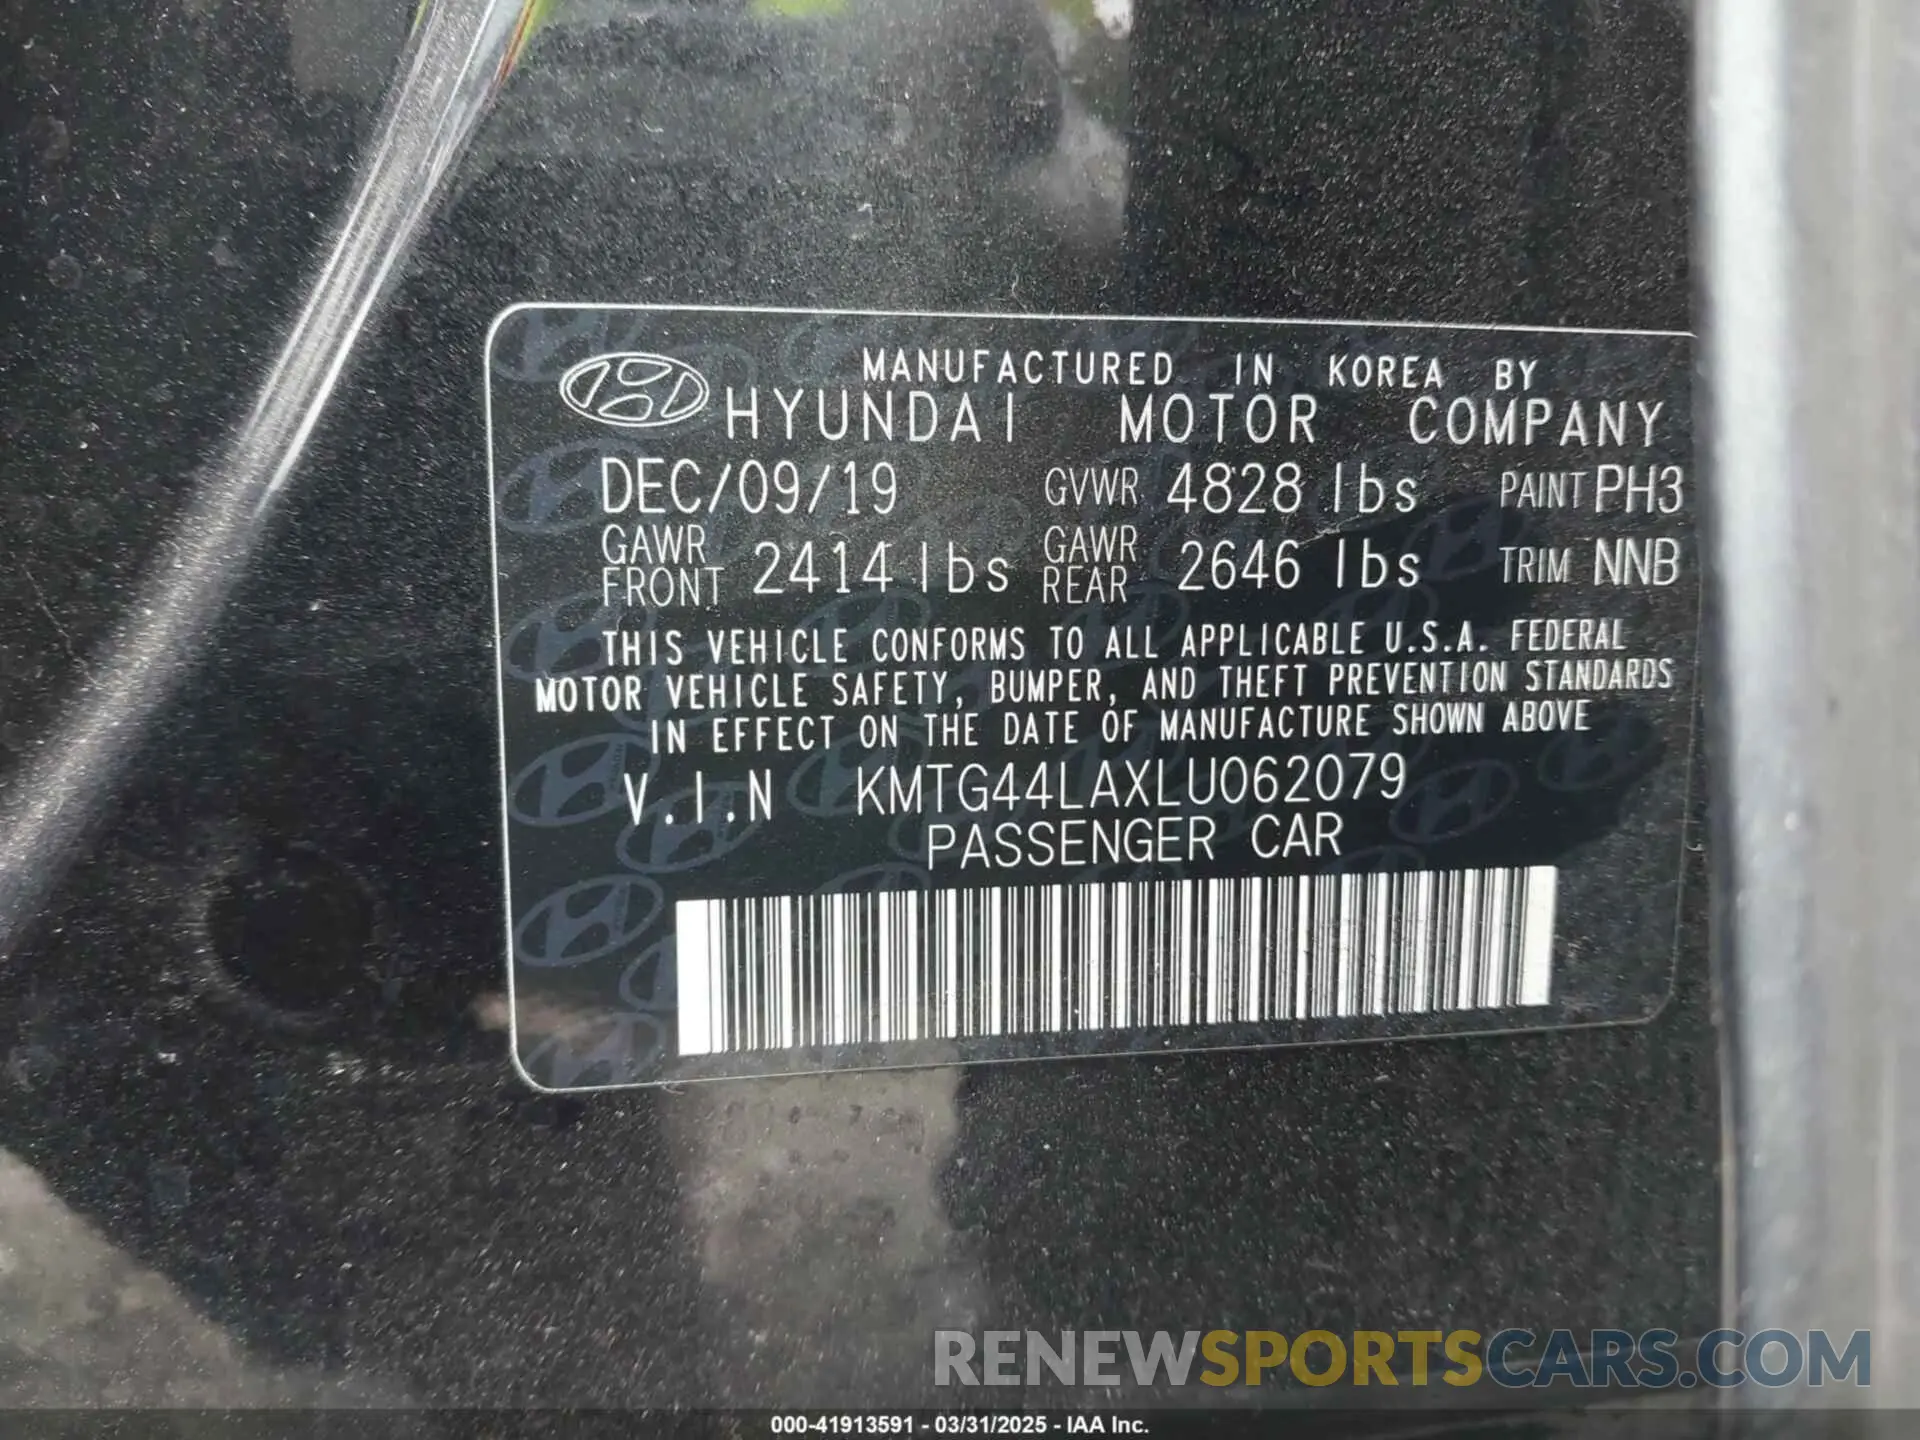 MANUFACTURED IN KOREA BY
HYUNDAI MOTOR COMPANY
DEC/09/19 GVWR 4828 lbs PAINT PH3
GAWR FRONT 2414 lbs GAWR REAR 2646 lbs TRIM NNB
THIS VEHICLE CONFORMS TO ALL APPLICABLE U.S.A. FEDERAL
MOTOR VEHICLE SAFETY, BUMPER, AND THEFT PREVENTION STANDARDS
IN EFFECT ON THE DATE OF MANUFACTURE SHOWN ABOVE
V.I.N KMTG44LAXLU062079
PASSENGER CAR
RENEWSPORTSCARS.COM
000-41913591 - 03/31/2025 - IAA Inc.